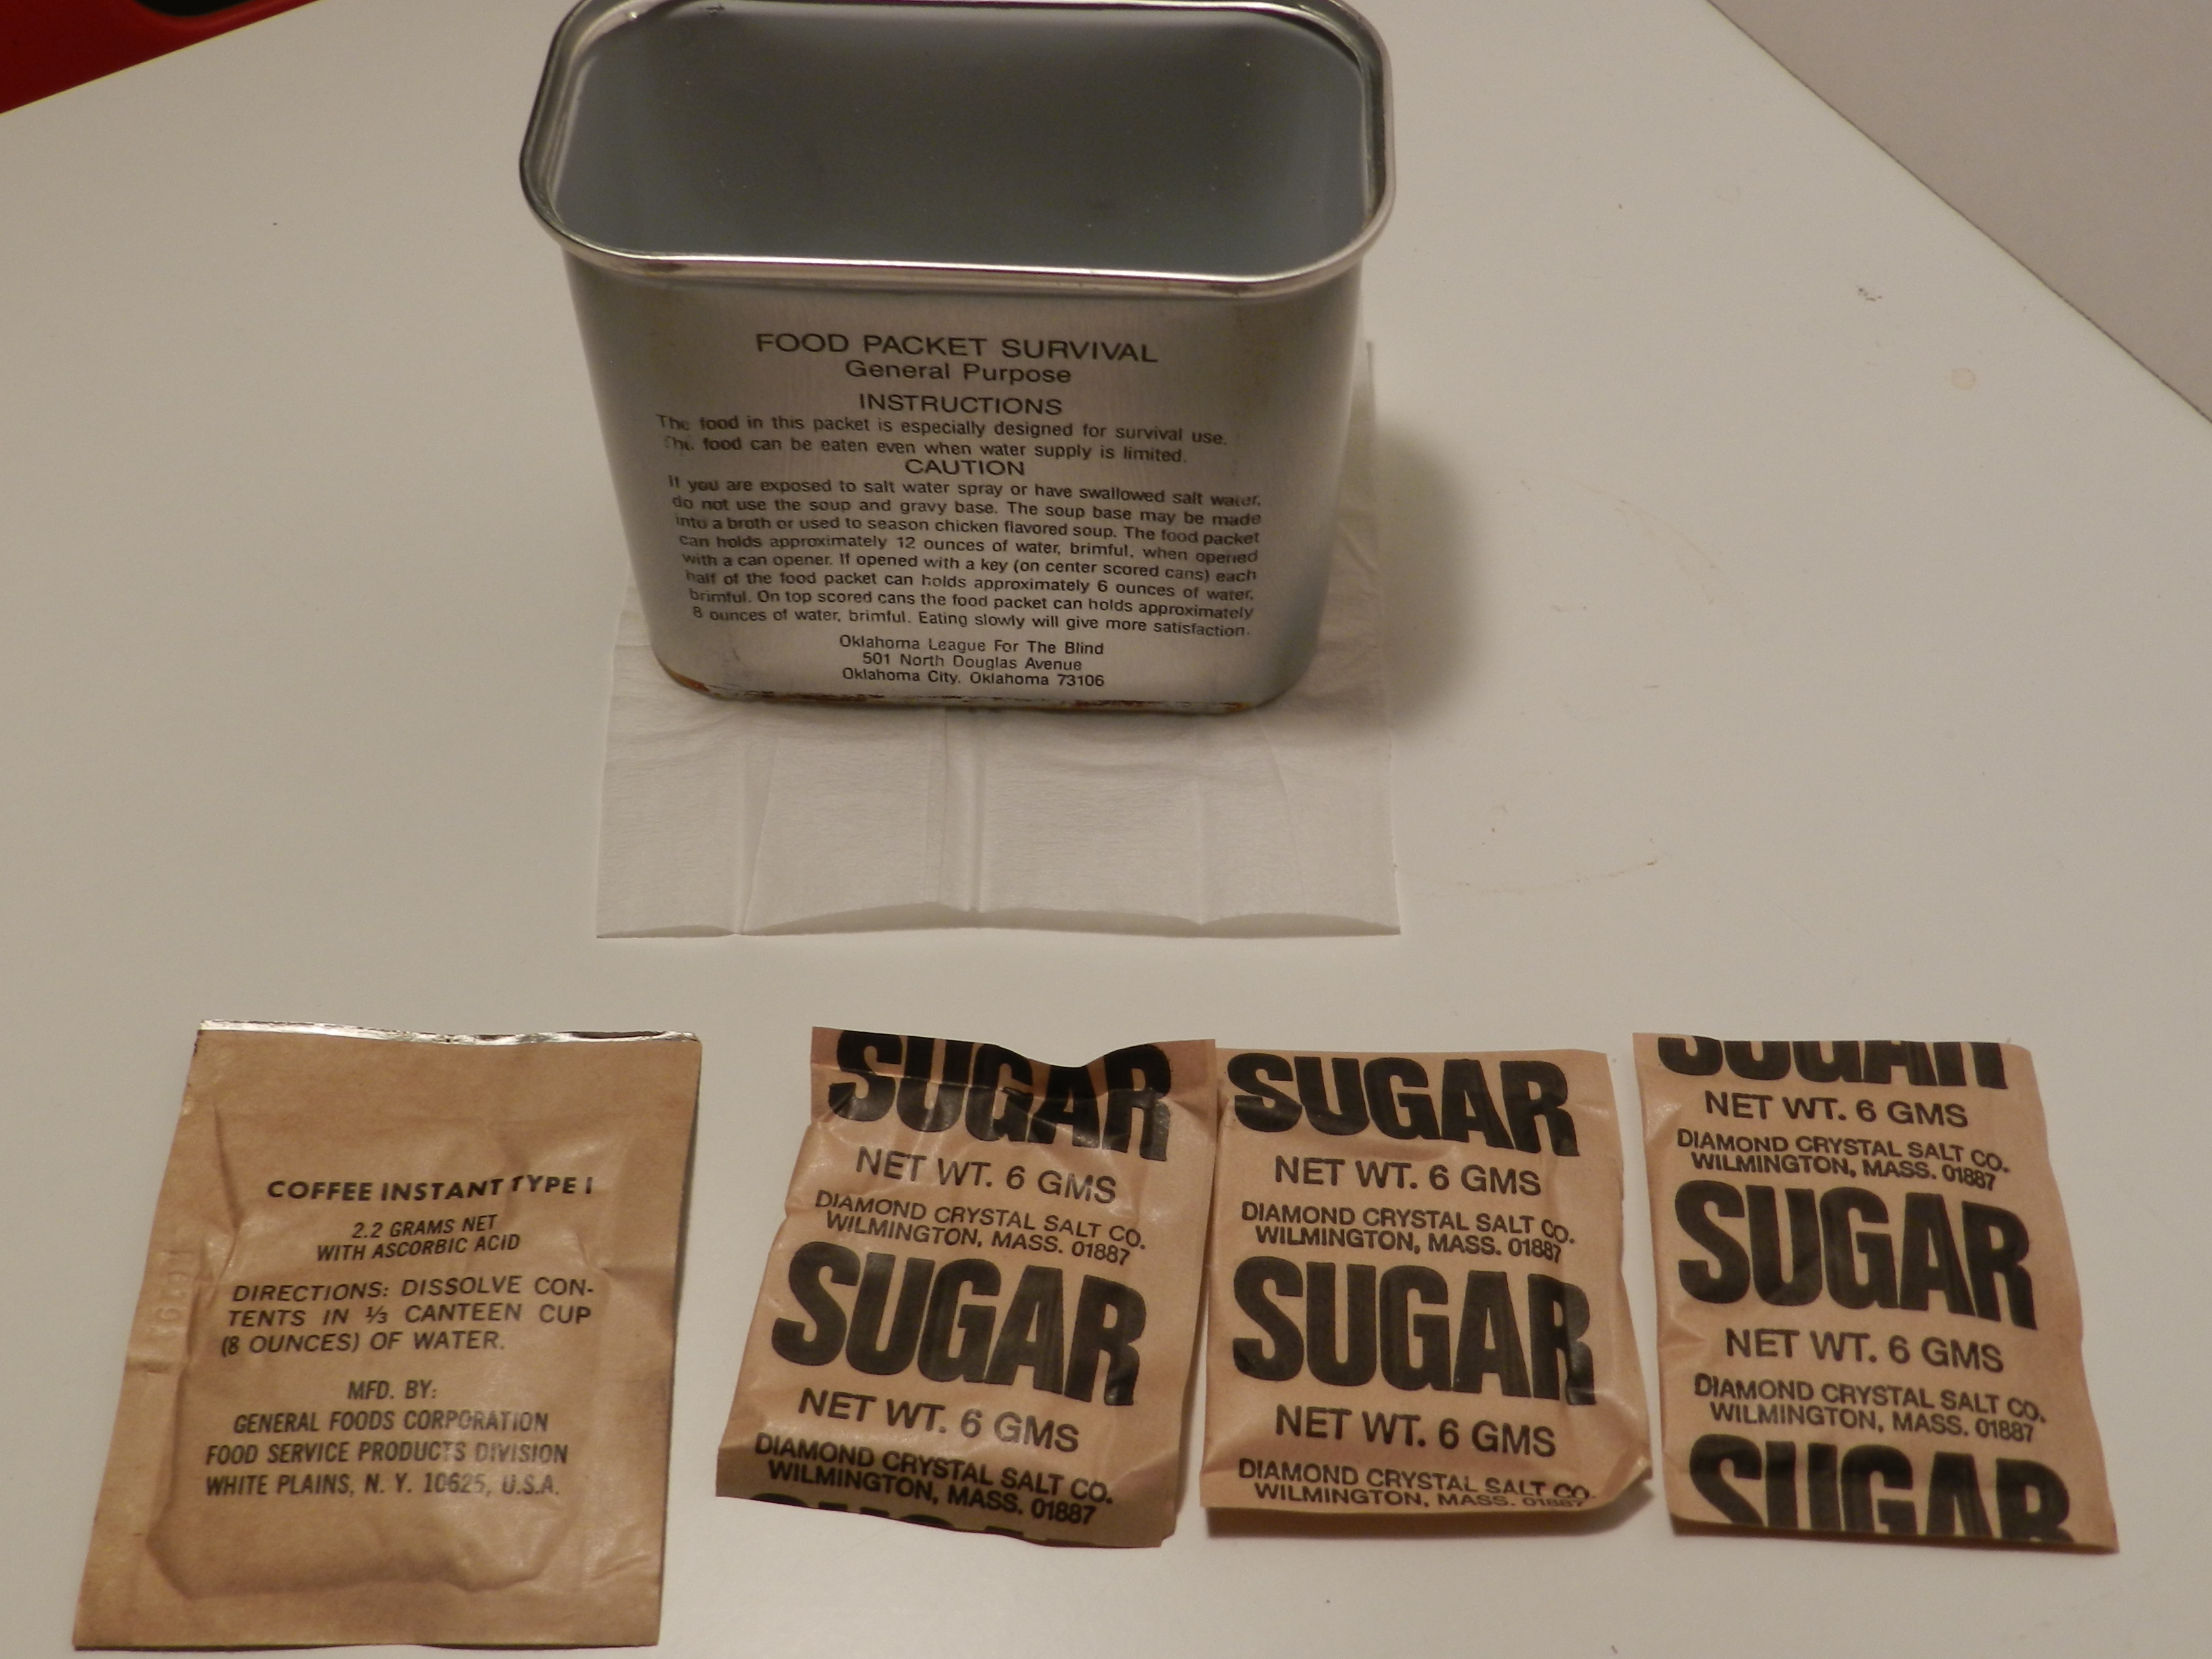 FOOD PACKET SURVIVAL
General Purpose
INSTRUCTIONS
The food in this packet is especially designed for survival use.
The food can be eaten even when water supply is limited.
CAUTION
If you are exposed to salt water spray or have swallowed salt water,
do not use the soup and gravy base. The soup base may be made
into a broth or used to season chicken flavored soup. The food packet
can holds approximately 12 ounces of water, brimful, when opened
with a can opener. If opened with a key (on center scored cans) each
half of the food packet can holds approximately 6 ounces of water,
brimful. On top scored cans the food packet can holds approximately
8 ounces of water, brimful. Eating slowly will give more satisfaction.
Oklahoma League For The Blind
501 North Douglas Avenue
Oklahoma City, Oklahoma 73106
COFFEE INSTANT TYPE I
2.2 GRAMS NET
WITH ASCORBIC ACID
DIRECTIONS: DISSOLVE CON-
TENTS IN ⅓ CANTEEN CUP
(8 OUNCES) OF WATER.
MFD. BY:
GENERAL FOODS CORPORATION
FOOD SERVICE PRODUCTS DIVISION
WHITE PLAINS, N. Y. 10625, U.S.A.
SUGAR
NET WT. 6 GMS
DIAMOND CRYSTAL SALT CO.
WILMINGTON, MASS. 01887
SUGAR
NET WT. 6 GMS
DIAMOND CRYSTAL SALT CO.
WILMINGTON, MASS. 01887
SUGAR
NET WT. 6 GMS
DIAMOND CRYSTAL SALT CO.
WILMINGTON, MASS. 01887
SUGAR
NET WT. 6 GMS
DIAMOND CRYSTAL SALT CO.
WILMINGTON, MASS. 01887
SUGAR
NET WT. 6 GMS
DIAMOND CRYSTAL SALT CO.
WILMINGTON, MASS. 01887
SUGAR
NET WT. 6 GMS
DIAMOND CRYSTAL SALT CO.
WILMINGTON, MASS. 01887
SUGAR